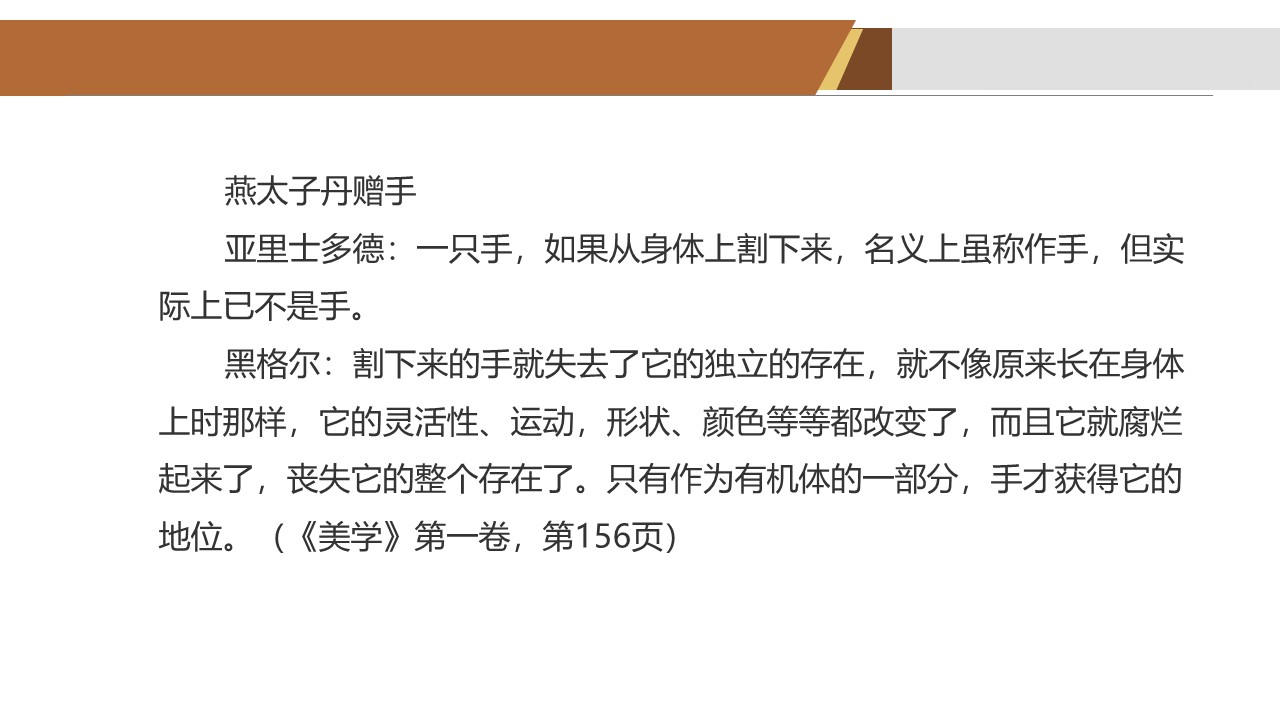 燕太子丹赠手
亚里士多德：一只手，如果从身体上割下来，名义上虽称作手，但实
际上已不是手。
黑格尔：割下来的手就失去了它的独立的存在，就不像原来长在身体
上时那样，它的灵活性、运动，形状、颜色等等都改变了，而且它就腐烂
起来了，丧失它的整个存在了。只有作为有机体的一部分，手才获得它的
地位。（《美学》第一卷，第156页）